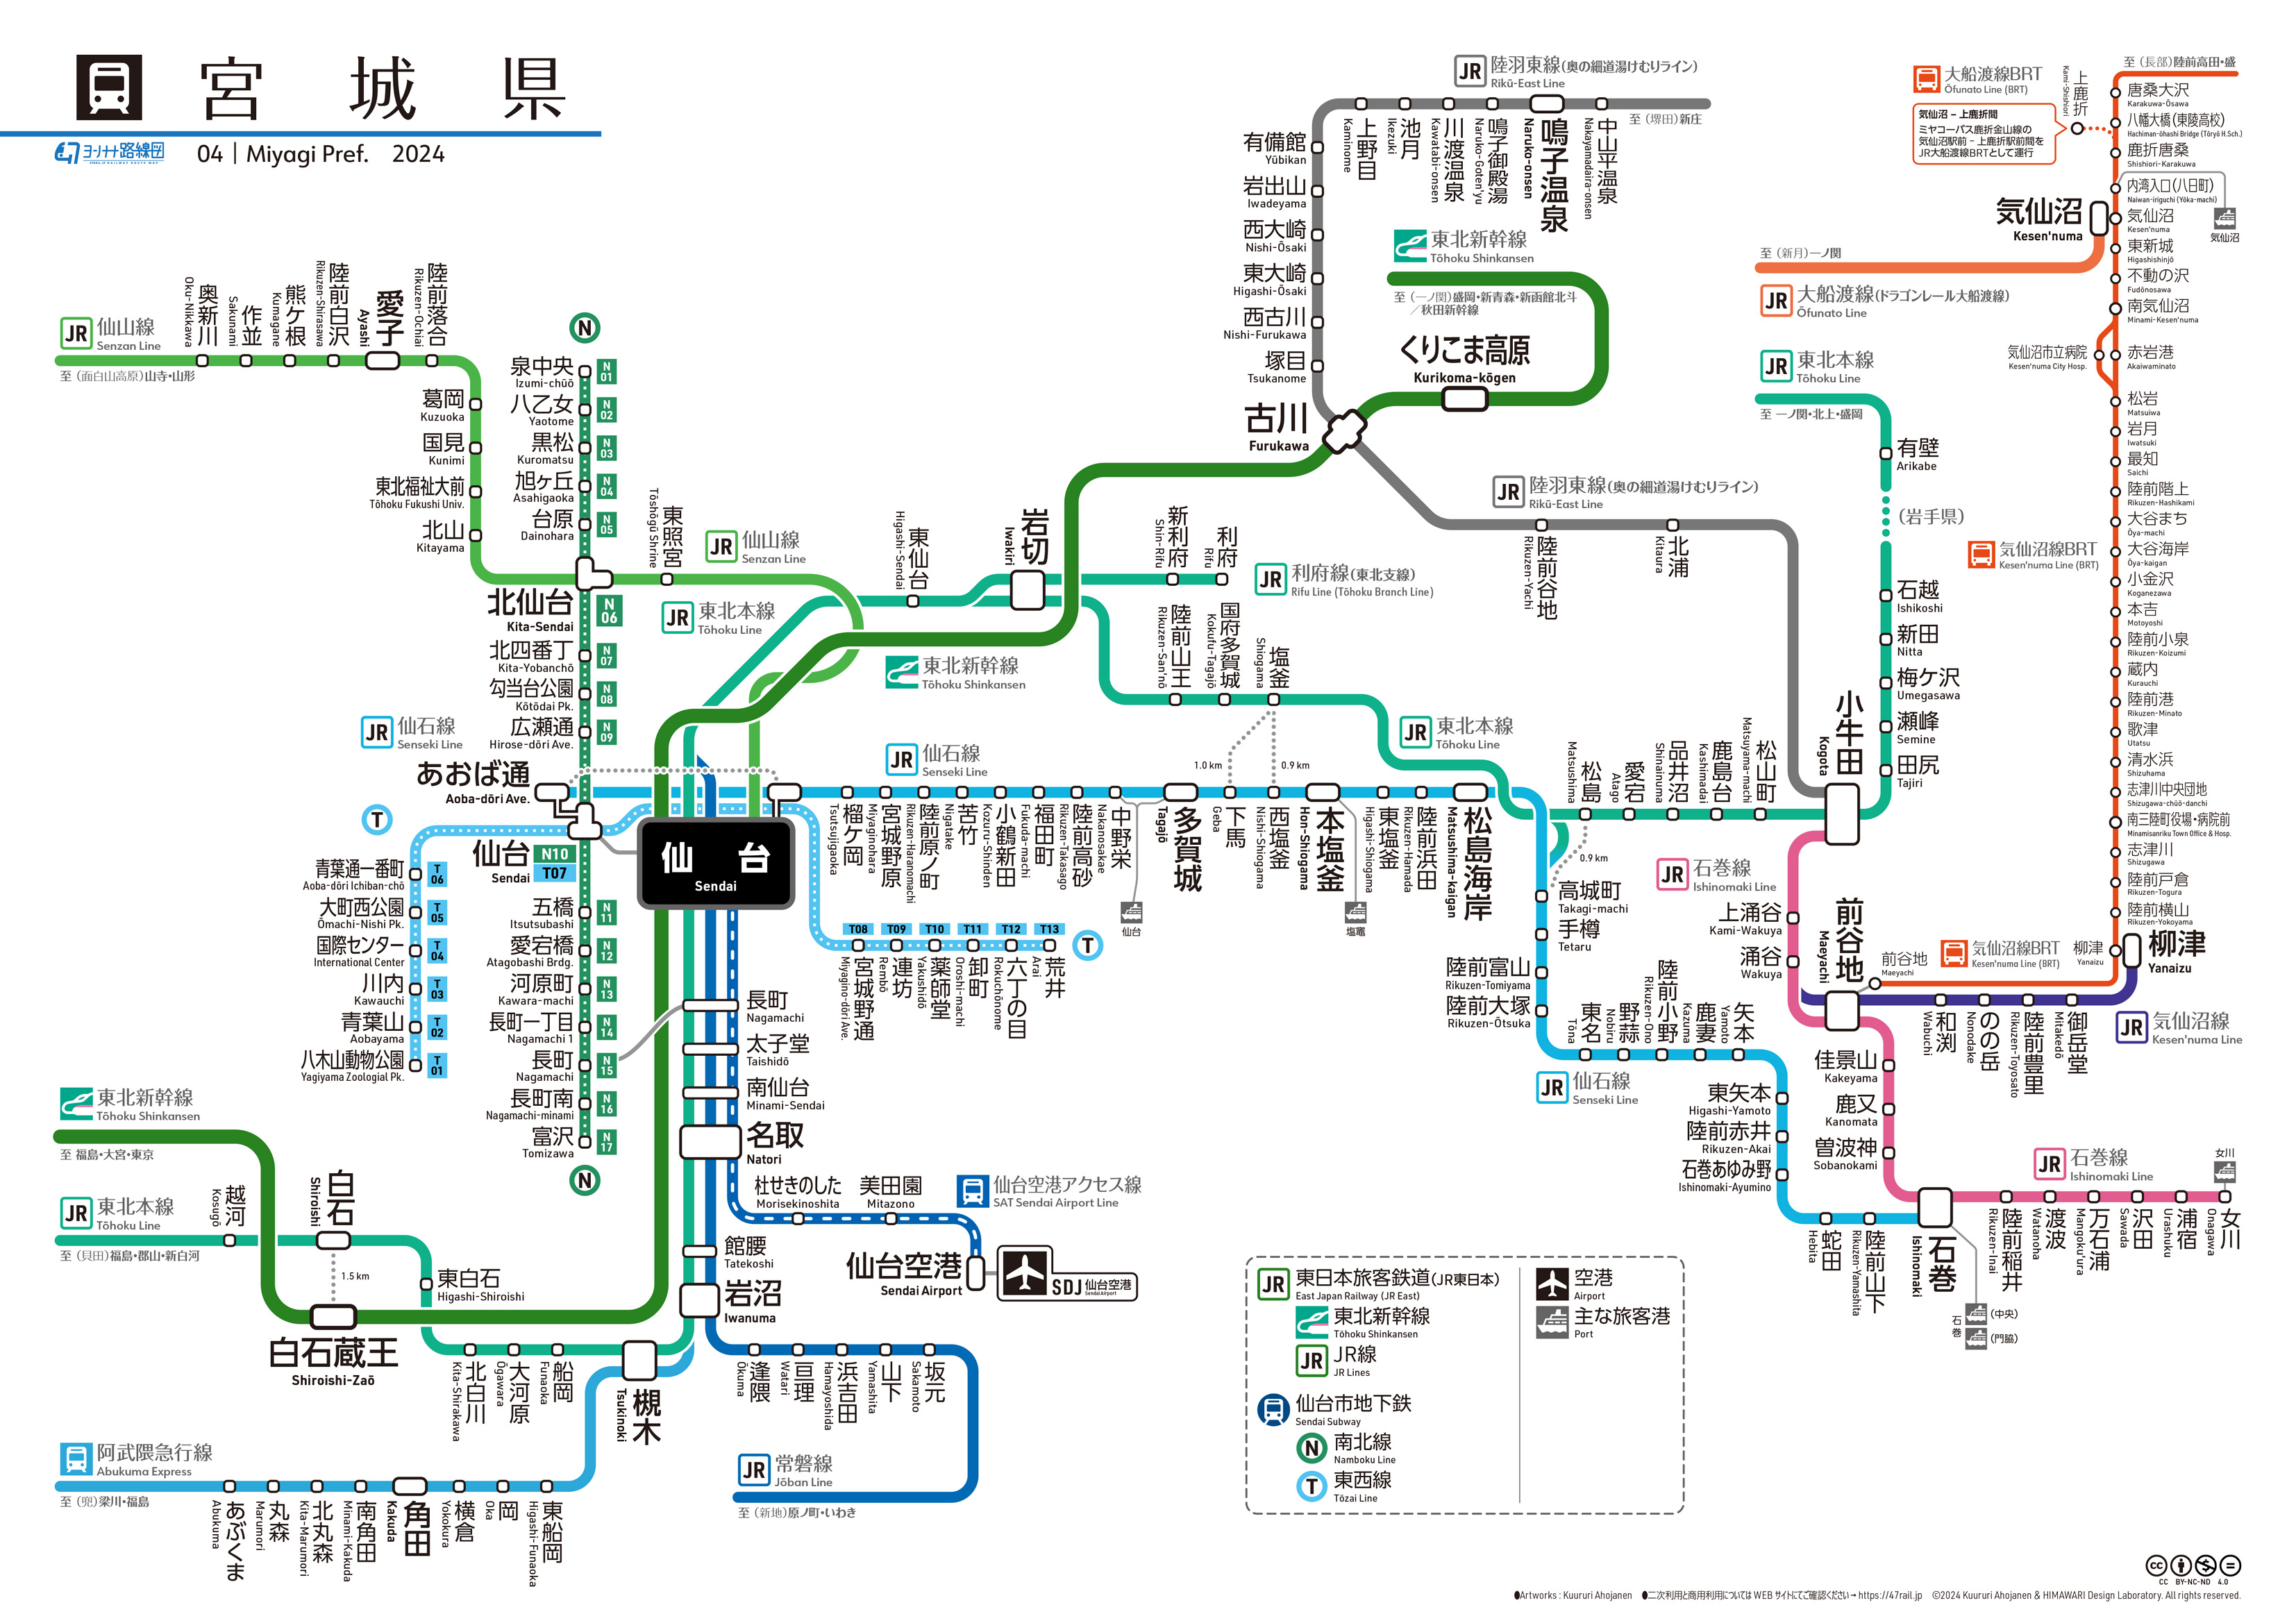 宮城県
ヨンナナ路線図
04｜Miyagi Pref.　2024
JR 陸羽東線(奥の細道湯けむりライン)
Rikū-East Line
至 (堺田)新庄
中山平温泉
Nakayamadaira-onsen
鳴子温泉
Naruko-onsen
鳴子御殿湯
Naruko-Goten'yu
川渡温泉
Kawatabi-onsen
池月
Ikezuki
上野目
Kaminome
有備館
Yūbikan
岩出山
Iwadeyama
西大崎
Nishi-Ōsaki
東大崎
Higashi-Ōsaki
西古川
Nishi-Furukawa
塚目
Tsukanome
古川
Furukawa
東北新幹線
Tōhoku Shinkansen
至 (一ノ関)盛岡・新青森・新函館北斗
／秋田新幹線
くりこま高原
Kurikoma-kōgen
JR 陸羽東線(奥の細道湯けむりライン)
Rikū-East Line
陸前谷地
Rikuzen-Yachi
北浦
Kitaura
小牛田
Kogota
大船渡線BRT
Ōfunato Line (BRT)
気仙沼 – 上鹿折間
ミヤコーバス鹿折金山線の
気仙沼駅前 – 上鹿折駅前間を
JR大船渡線BRTとして運行
上鹿折
Kami-Shishiori
至 (長部)陸前高田・盛
唐桑大沢
Karakuwa-Ōsawa
八幡大橋(東陵高校)
Hachiman-ōhashi Bridge (Tōryō H.Sch.)
鹿折唐桑
Shishiori-Karakuwa
内湾入口(八日町)
Naiwan-iriguchi (Yōka-machi)
気仙沼
気仙沼
Kesen'numa
気仙沼
Kesen'numa
東新城
Higashishinjō
不動の沢
Fudōnosawa
南気仙沼
Minami-Kesen'numa
気仙沼市立病院
Kesen'numa City Hosp.
赤岩港
Akaiwaminato
松岩
Matsuiwa
岩月
Iwatsuki
最知
Saichi
陸前階上
Rikuzen-Hashikami
大谷まち
Ōya-machi
大谷海岸
Ōya-kaigan
小金沢
Koganezawa
本吉
Motoyoshi
陸前小泉
Rikuzen-Koizumi
蔵内
Kurauchi
陸前港
Rikuzen-Minato
歌津
Utatsu
清水浜
Shizuhama
志津川中央団地
Shizugawa-chūō-danchi
南三陸町役場・病院前
Minamisanriku Town Office & Hosp.
志津川
Shizugawa
陸前戸倉
Rikuzen-Togura
陸前横山
Rikuzen-Yokoyama
柳津
Yanaizu
柳津
Yanaizu
気仙沼線BRT
Kesen'numa Line (BRT)
気仙沼線BRT
Kesen'numa Line (BRT)
前谷地
Maeyachi
至 (新月)一ノ関
JR 大船渡線(ドラゴンレール大船渡線)
Ōfunato Line
JR 東北本線
Tōhoku Line
至 一ノ関・北上・盛岡
有壁
Arikabe
(岩手県)
石越
Ishikoshi
新田
Nitta
梅ケ沢
Umegasawa
瀬峰
Semine
田尻
Tajiri
JR 仙山線
Senzan Line
至 (面白山高原)山寺・山形
奥新川
Oku-Nikkawa
作並
Sakunami
熊ケ根
Kumagane
陸前白沢
Rikuzen-Shirasawa
愛子
Ayashi
陸前落合
Rikuzen-Ochiai
葛岡
Kuzuoka
国見
Kunimi
東北福祉大前
Tōhoku Fukushi Univ.
北山
Kitayama
N
泉中央
Izumi-chūō
N 01
八乙女
Yaotome
N 02
黒松
Kuromatsu
N 03
旭ヶ丘
Asahigaoka
N 04
台原
Dainohara
N 05
北仙台
Kita-Sendai
N 06
北四番丁
Kita-Yobanchō
N 07
勾当台公園
Kōtōdai Pk.
N 08
広瀬通
Hirose-dōri Ave.
N 09
東照宮
Tōshōgū Shrine
JR 仙山線
Senzan Line
JR 東北本線
Tōhoku Line
東仙台
Higashi-Sendai
岩切
Iwakiri
新利府
Shin-Rifu
利府
Rifu
JR 利府線(東北支線)
Rifu Line (Tōhoku Branch Line)
東北新幹線
Tōhoku Shinkansen
陸前山王
Rikuzen-San'nō
国府多賀城
Kokufu-Tagajō
塩釜
Shiogama
JR 東北本線
Tōhoku Line
1.0 km
0.9 km
松島
Matsushima
愛宕
Atago
品井沼
Shinainuma
鹿島台
Kashimadai
松山町
Matsuyama-machi
0.9 km
JR 仙石線
Senseki Line
あおば通
Aoba-dōri Ave.
JR 仙石線
Senseki Line
榴ケ岡
Tsutsujigaoka
宮城野原
Miyaginohara
陸前原ノ町
Rikuzen-Haranomachi
苦竹
Nigatake
小鶴新田
Kozuru-Shinden
福田町
Fukuda-machi
陸前高砂
Rikuzen-Takasago
中野栄
Nakanosakae
仙台
多賀城
Tagajō
下馬
Geba
西塩釜
Nishi-Shiogama
本塩釜
Hon-Shiogama
塩竈
東塩釜
Higashi-Shiogama
陸前浜田
Rikuzen-Hamada
松島海岸
Matsushima-kaigan
高城町
Takagi-machi
手樽
Tetaru
陸前富山
Rikuzen-Tomiyama
陸前大塚
Rikuzen-Ōtsuka
東名
Tōna
野蒜
Nobiru
陸前小野
Rikuzen-Ono
鹿妻
Kazuma
矢本
Yamoto
JR 仙石線
Senseki Line
東矢本
Higashi-Yamoto
陸前赤井
Rikuzen-Akai
石巻あゆみ野
Ishinomaki-Ayumino
蛇田
Hebita
陸前山下
Rikuzen-Yamashita
石巻
Ishinomaki
石巻
(中央)
(門脇)
JR 石巻線
Ishinomaki Line
上涌谷
Kami-Wakuya
涌谷
Wakuya
前谷地
Maeyachi
和渕
Wabuchi
のの岳
Nonodake
陸前豊里
Rikuzen-Toyosato
御岳堂
Mitakedō
JR 気仙沼線
Kesen'numa Line
佳景山
Kakeyama
鹿又
Kanomata
曽波神
Sobanokami
JR 石巻線
Ishinomaki Line
陸前稲井
Rikuzen-Inai
渡波
Watanoha
万石浦
Mangoku'ura
沢田
Sawada
浦宿
Urashuku
女川
Onagawa
女川
T
仙台
Sendai
N10
T07
仙台
Sendai
青葉通一番町
Aoba-dōri Ichiban-chō
T 06
大町西公園
Ōmachi-Nishi Pk.
T 05
国際センター
International Center
T 04
川内
Kawauchi
T 03
青葉山
Aobayama
T 02
八木山動物公園
Yagiyama Zoologial Pk.
T 01
五橋
Itsutsubashi
N 11
愛宕橋
Atagobashi Brdg.
N 12
河原町
Kawara-machi
N 13
長町一丁目
Nagamachi 1
N 14
長町
Nagamachi
N 15
長町南
Nagamachi-minami
N 16
富沢
Tomizawa
N 17
N
T08
T09
T10
T11
T12
T13
T
宮城野通
Miyagino-dōri Ave.
連坊
Rembō
薬師堂
Yakushidō
卸町
Oroshi-machi
六丁の目
Rokuchōnome
荒井
Arai
長町
Nagamachi
太子堂
Taishidō
南仙台
Minami-Sendai
名取
Natori
杜せきのした
Morisekinoshita
美田園
Mitazono
仙台空港アクセス線
SAT Sendai Airport Line
仙台空港
Sendai Airport
SDJ 仙台空港
Sendai Airport
館腰
Tatekoshi
岩沼
Iwanuma
東北新幹線
Tōhoku Shinkansen
至 福島・大宮・東京
JR 東北本線
Tōhoku Line
至 (貝田)福島・郡山・新白河
越河
Kosugō
白石
Shiroishi
1.5 km
白石蔵王
Shiroishi-Zaō
東白石
Higashi-Shiroishi
北白川
Kita-Shirakawa
大河原
Ōgawara
船岡
Funaoka
槻木
Tsukinoki
逢隈
Ōkuma
亘理
Watari
浜吉田
Hamayoshida
山下
Yamashita
坂元
Sakamoto
JR 常磐線
Jōban Line
至 (新地)原ノ町・いわき
阿武隈急行線
Abukuma Express
至 (兜)梁川・福島
あぶくま
Abukuma
丸森
Marumori
北丸森
Kita-Marumori
南角田
Minami-Kakuda
角田
Kakuda
横倉
Yokokura
岡
Oka
東船岡
Higashi-Funaoka
JR 東日本旅客鉄道(JR東日本)
East Japan Railway (JR East)
東北新幹線
Tōhoku Shinkansen
JR JR線
JR Lines
仙台市地下鉄
Sendai Subway
N 南北線
Namboku Line
T 東西線
Tōzai Line
空港
Airport
主な旅客港
Port
CC BY-NC-ND 4.0
●Artworks : Kuururi Ahojanen　●二次利用と商用利用については WEB サイトにてご確認ください→ https://47rail.jp　©2024 Kuururi Ahojanen & HIMAWARI Design Laboratory. All rights reserved.